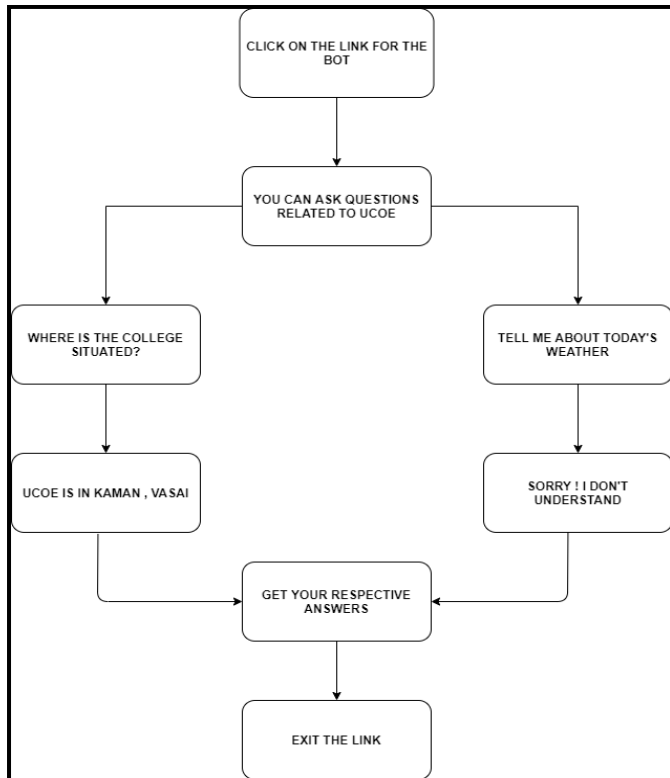 CLICK ON THE LINK FOR THE
BOT
YOU CAN ASK QUESTIONS
RELATED TO UCOE
WHERE IS THE COLLEGE
SITUATED?
TELL ME ABOUT TODAY'S
WEATHER
UCOE IS IN KAMAN , VASAI
SORRY ! I DON'T
UNDERSTAND
GET YOUR RESPECTIVE
ANSWERS
EXIT THE LINK